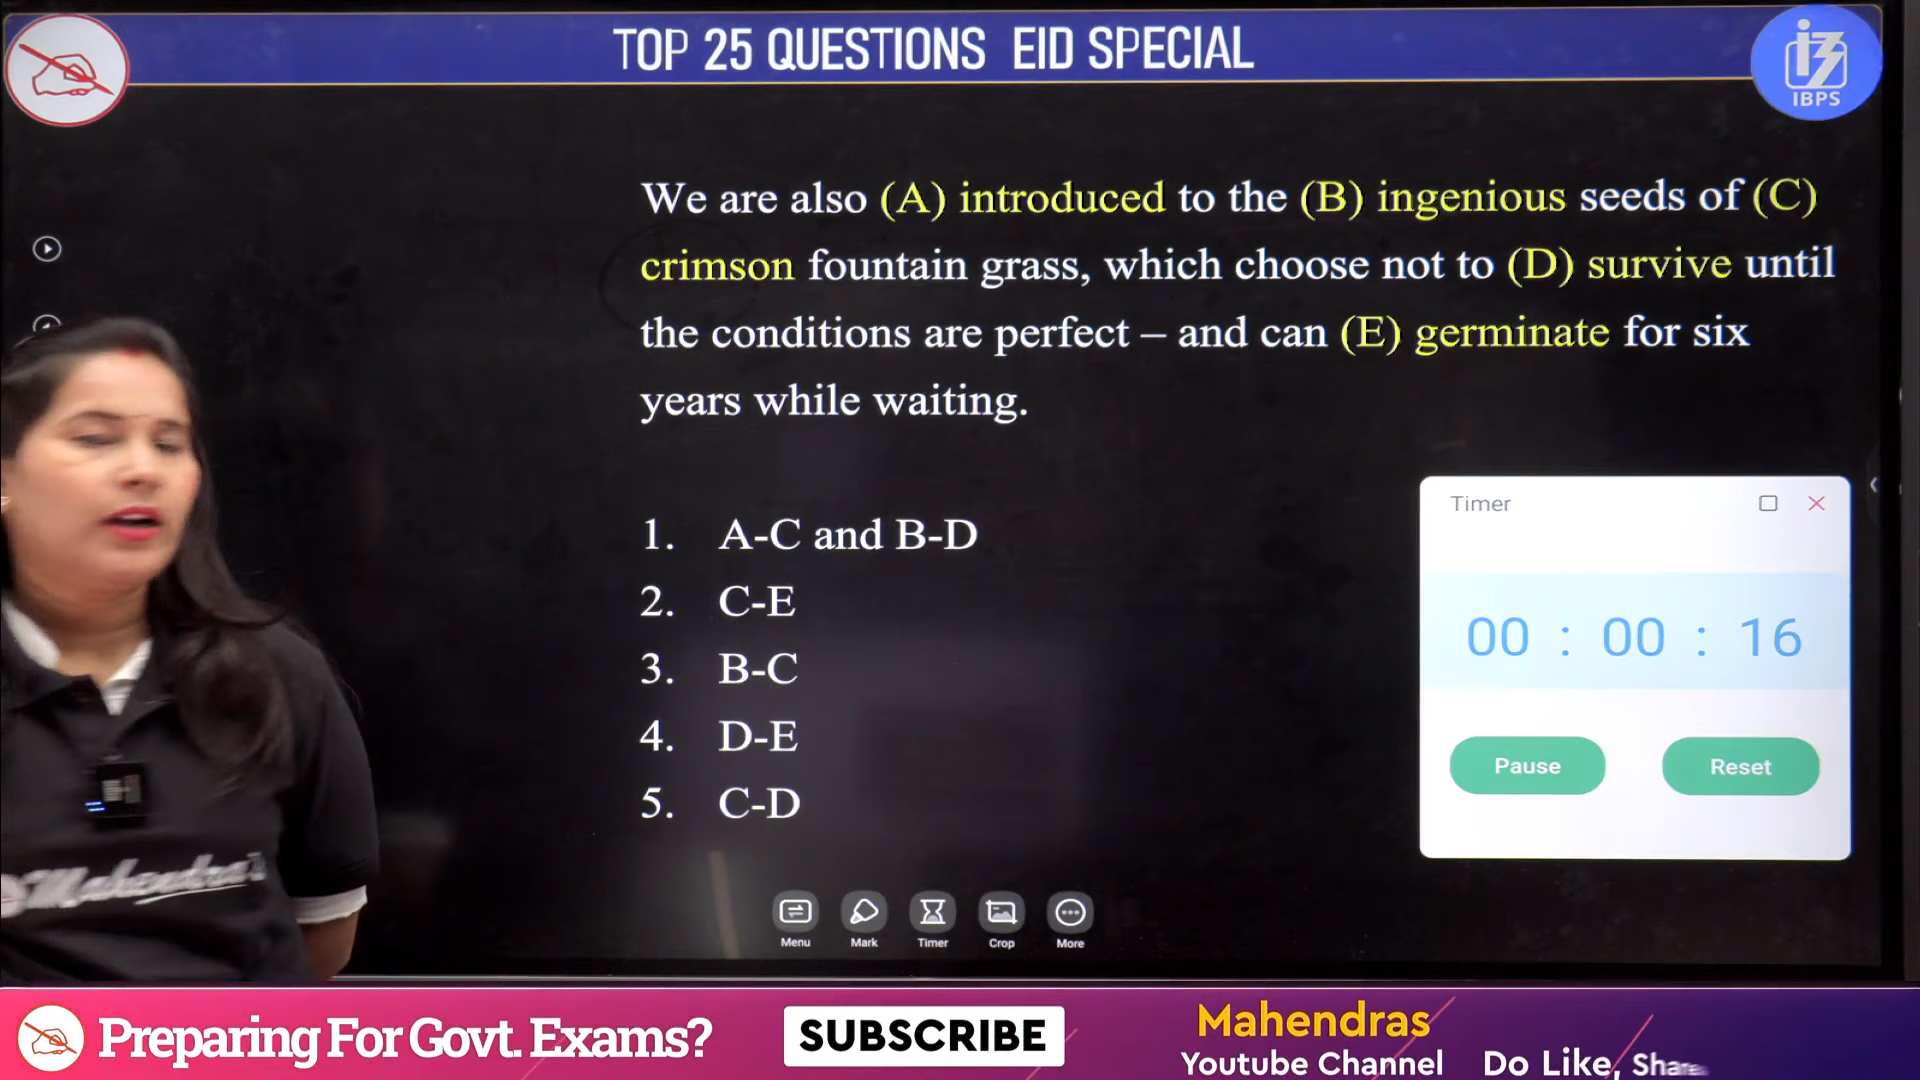 TOP 25 QUESTIONS EID SPECIAL
IBPS
We are also (A) introduced to the (B) ingenious seeds of (C)
crimson fountain grass, which choose not to (D) survive until
the conditions are perfect – and can (E) germinate for six
years while waiting.
1. A-C and B-D
2. C-E
3. B-C
4. D-E
5. C-D
Timer
00 : 00 : 16
Pause Reset
Menu Mark Timer Crop More
Mahendra's
Preparing For Govt. Exams?
SUBSCRIBE
Mahendras
Youtube Channel
Do Like, Share